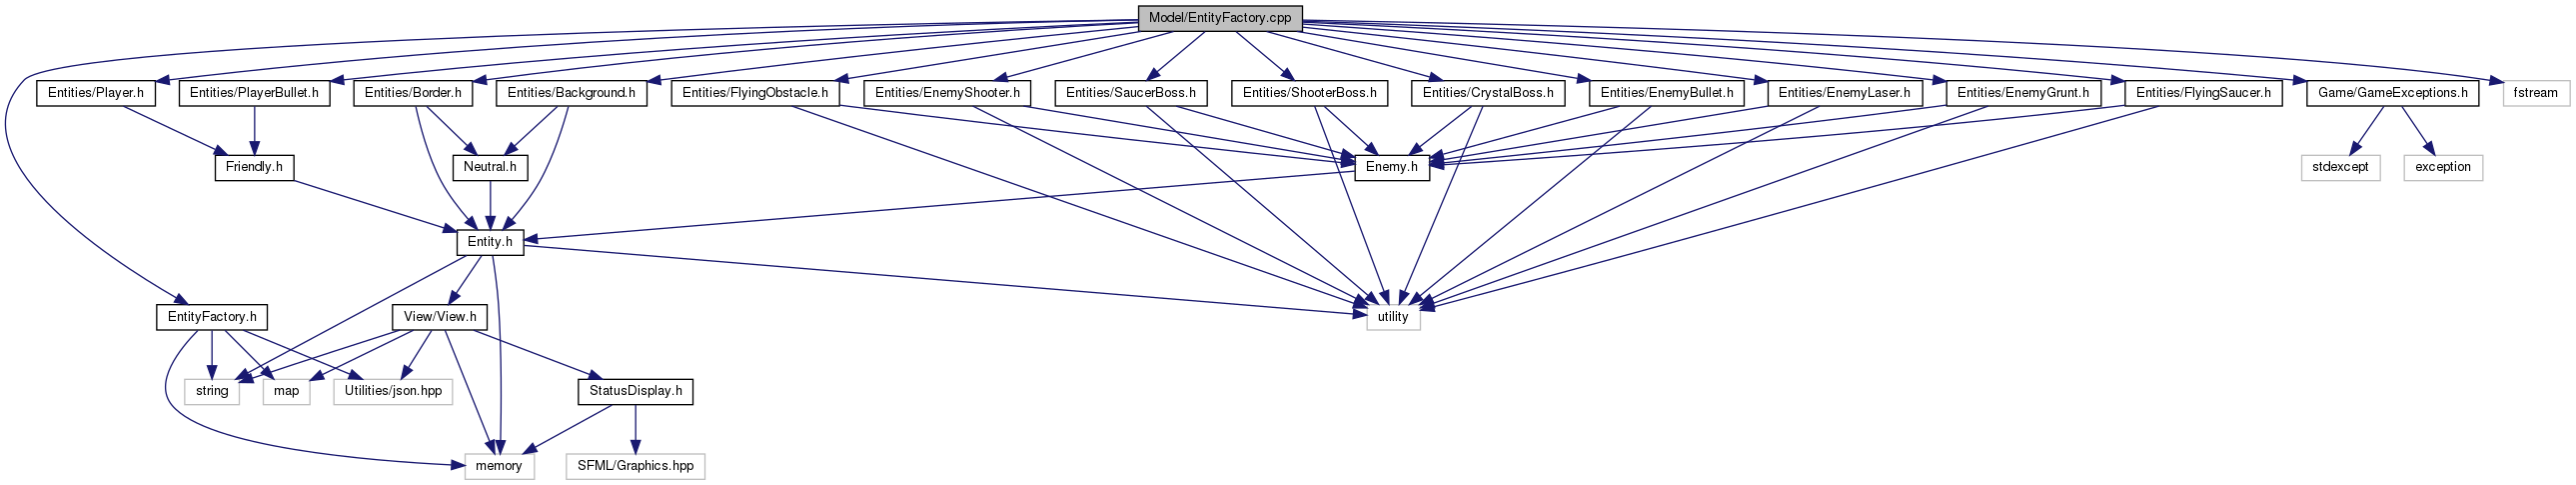 Model/EntityFactory.cpp
Entities/Player.h
Entities/PlayerBullet.h
Entities/Border.h
Entities/Background.h
Entities/FlyingObstacle.h
Entities/EnemyShooter.h
Entities/SaucerBoss.h
Entities/ShooterBoss.h
Entities/CrystalBoss.h
Entities/EnemyBullet.h
Entities/EnemyLaser.h
Entities/EnemyGrunt.h
Entities/FlyingSaucer.h
Game/GameExceptions.h
fstream
Friendly.h
Neutral.h
Enemy.h
stdexcept
exception
Entity.h
EntityFactory.h
View/View.h
utility
string
map
Utilities/json.hpp
StatusDisplay.h
memory
SFML/Graphics.hpp